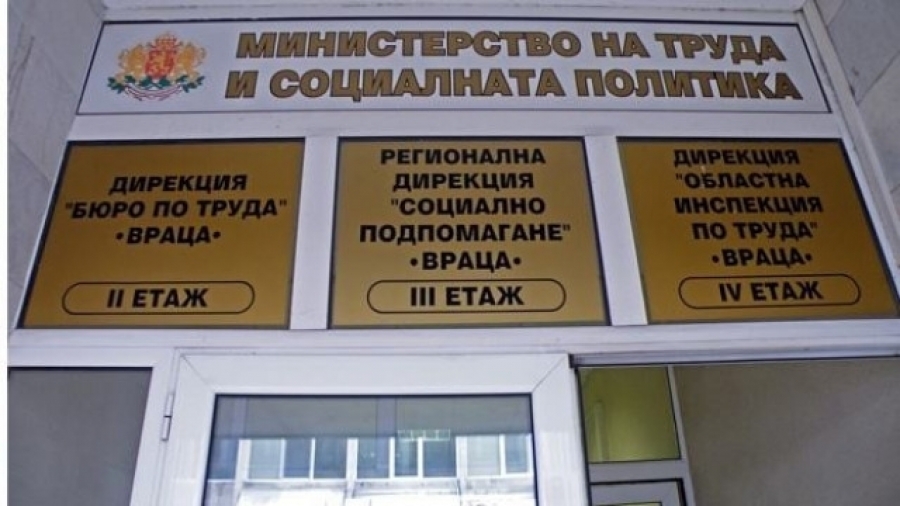 МИНИСТЕРСТВО НА ТРУДА
И СОЦИАЛНАТА ПОЛИТИКА
ДИРЕКЦИЯ
"БЮРО ПО ТРУДА"
•ВРАЦА•
II ЕТАЖ
РЕГИОНАЛНА
ДИРЕКЦИЯ
"СОЦИАЛНО
ПОДПОМАГАНЕ"
•ВРАЦА•
III ЕТАЖ
ДИРЕКЦИЯ
"ОБЛАСТНА
ИНСПЕКЦИЯ
ПО ТРУДА"
•ВРАЦА•
IV ЕТАЖ